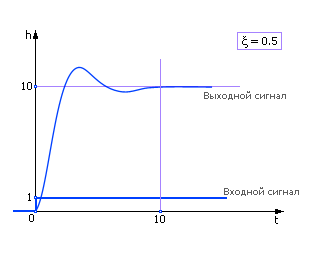 h
ξ = 0.5
10
Выходной сигнал
Входной сигнал
1
0
10
t